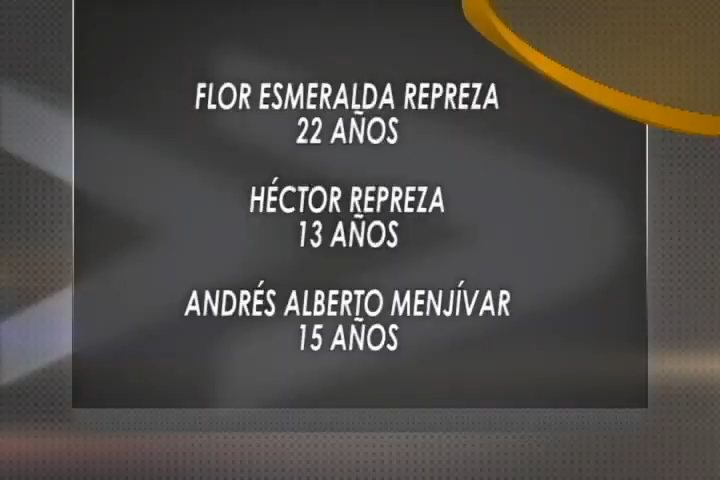 FLOR ESMERALDA REPREZA
22 AÑOS
HÉCTOR REPREZA
13 AÑOS
ANDRÉS ALBERTO MENJÍVAR
15 AÑOS